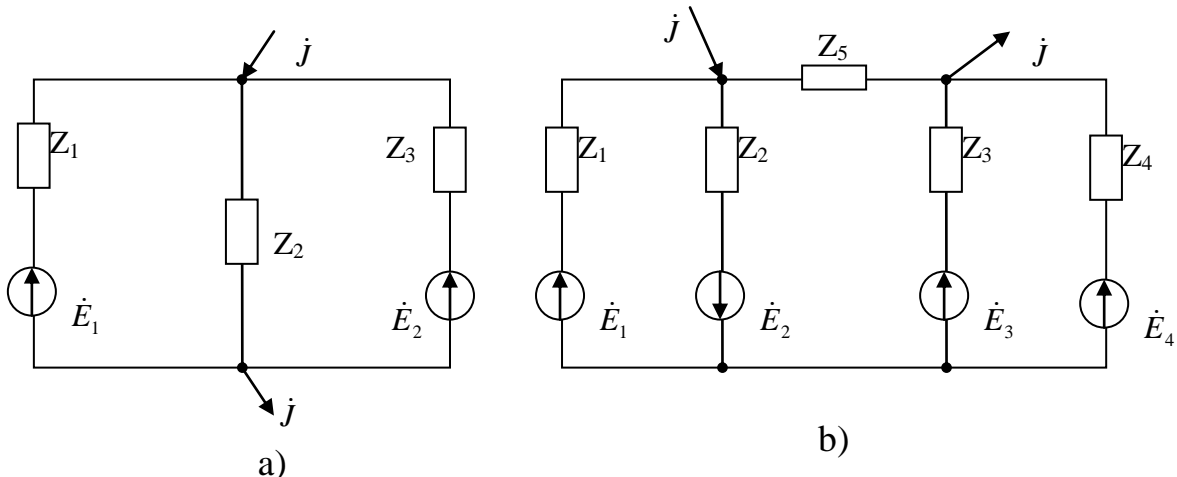 j̇
j̇
Z₅
j̇
Z₁
Z₃
Z₁
Z₂
Z₃
Z₄
Z₂
Ė₁
Ė₂
Ė₁
Ė₂
Ė₃
Ė₄
j̇
a)
b)